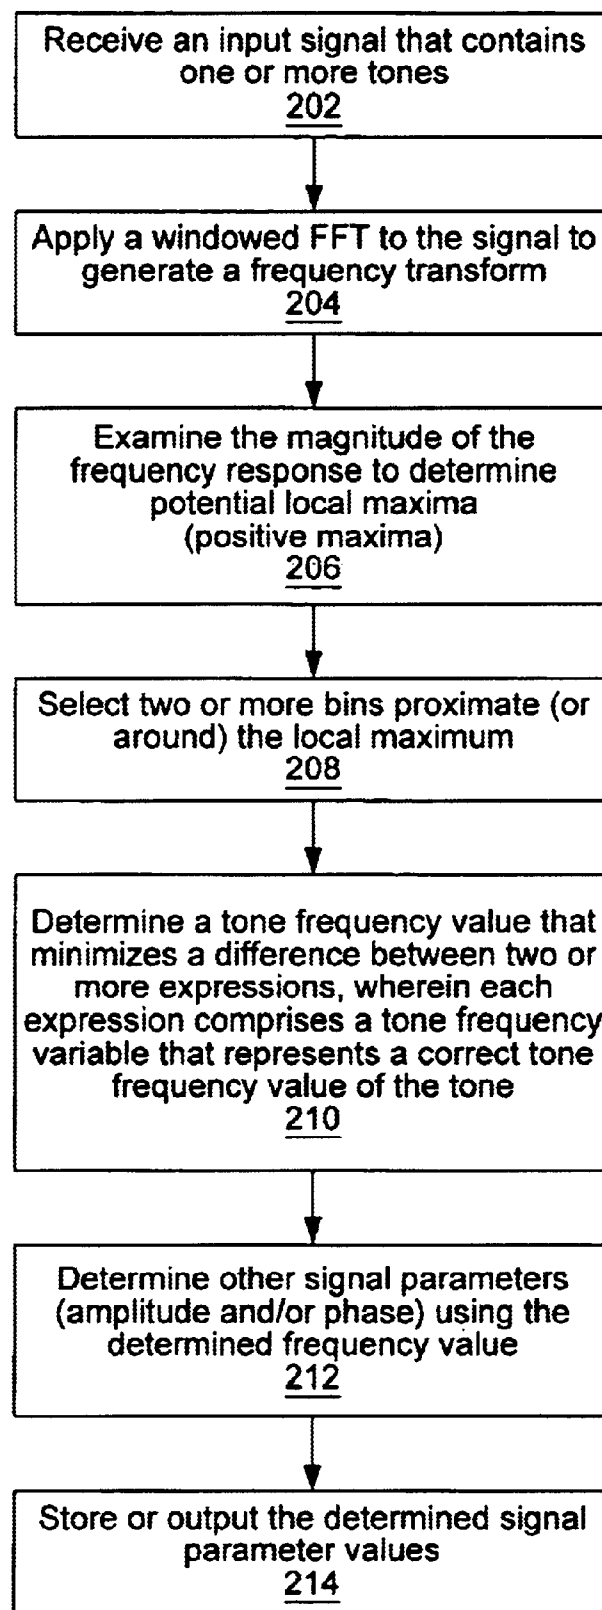 Receive an input signal that contains
one or more tones
202
Apply a windowed FFT to the signal to
generate a frequency transform
204
Examine the magnitude of the
frequency response to determine
potential local maxima
(positive maxima)
206
Select two or more bins proximate (or
around) the local maximum
208
Determine a tone frequency value that
minimizes a difference between two or
more expressions, wherein each
expression comprises a tone frequency
variable that represents a correct tone
frequency value of the tone
210
Determine other signal parameters
(amplitude and/or phase) using the
determined frequency value
212
Store or output the determined signal
parameter values
214